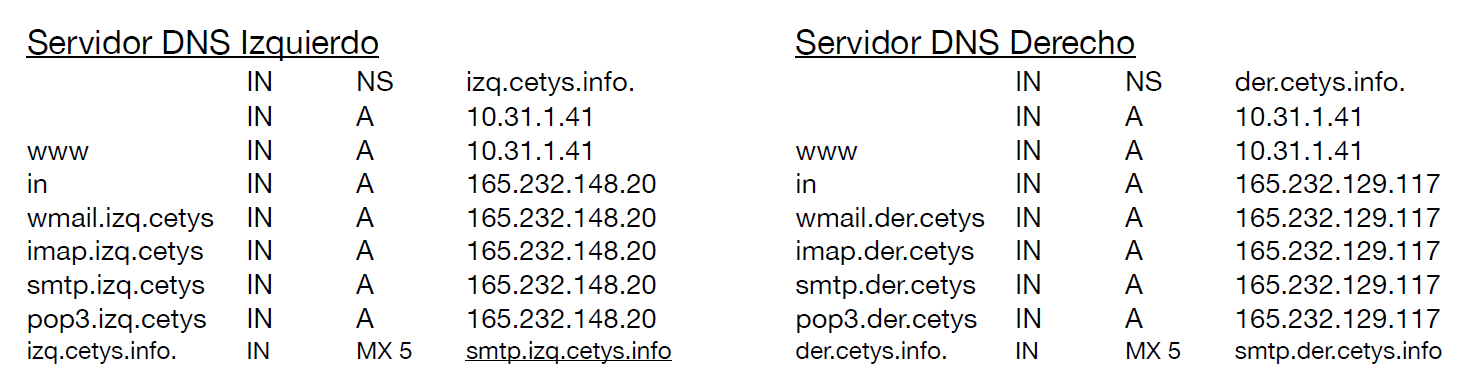 Servidor DNS Izquierdo
IN NS izq.cetys.info.
IN A 10.31.1.41
www IN A 10.31.1.41
in IN A 165.232.148.20
wmail.izq.cetys IN A 165.232.148.20
imap.izq.cetys IN A 165.232.148.20
smtp.izq.cetys IN A 165.232.148.20
pop3.izq.cetys IN A 165.232.148.20
izq.cetys.info. IN MX 5 smtp.izq.cetys.info
Servidor DNS Derecho
IN NS der.cetys.info.
IN A 10.31.1.41
www IN A 10.31.1.41
in IN A 165.232.129.117
wmail.der.cetys IN A 165.232.129.117
imap.der.cetys IN A 165.232.129.117
smtp.der.cetys IN A 165.232.129.117
pop3.der.cetys IN A 165.232.129.117
der.cetys.info. IN MX 5 smtp.der.cetys.info